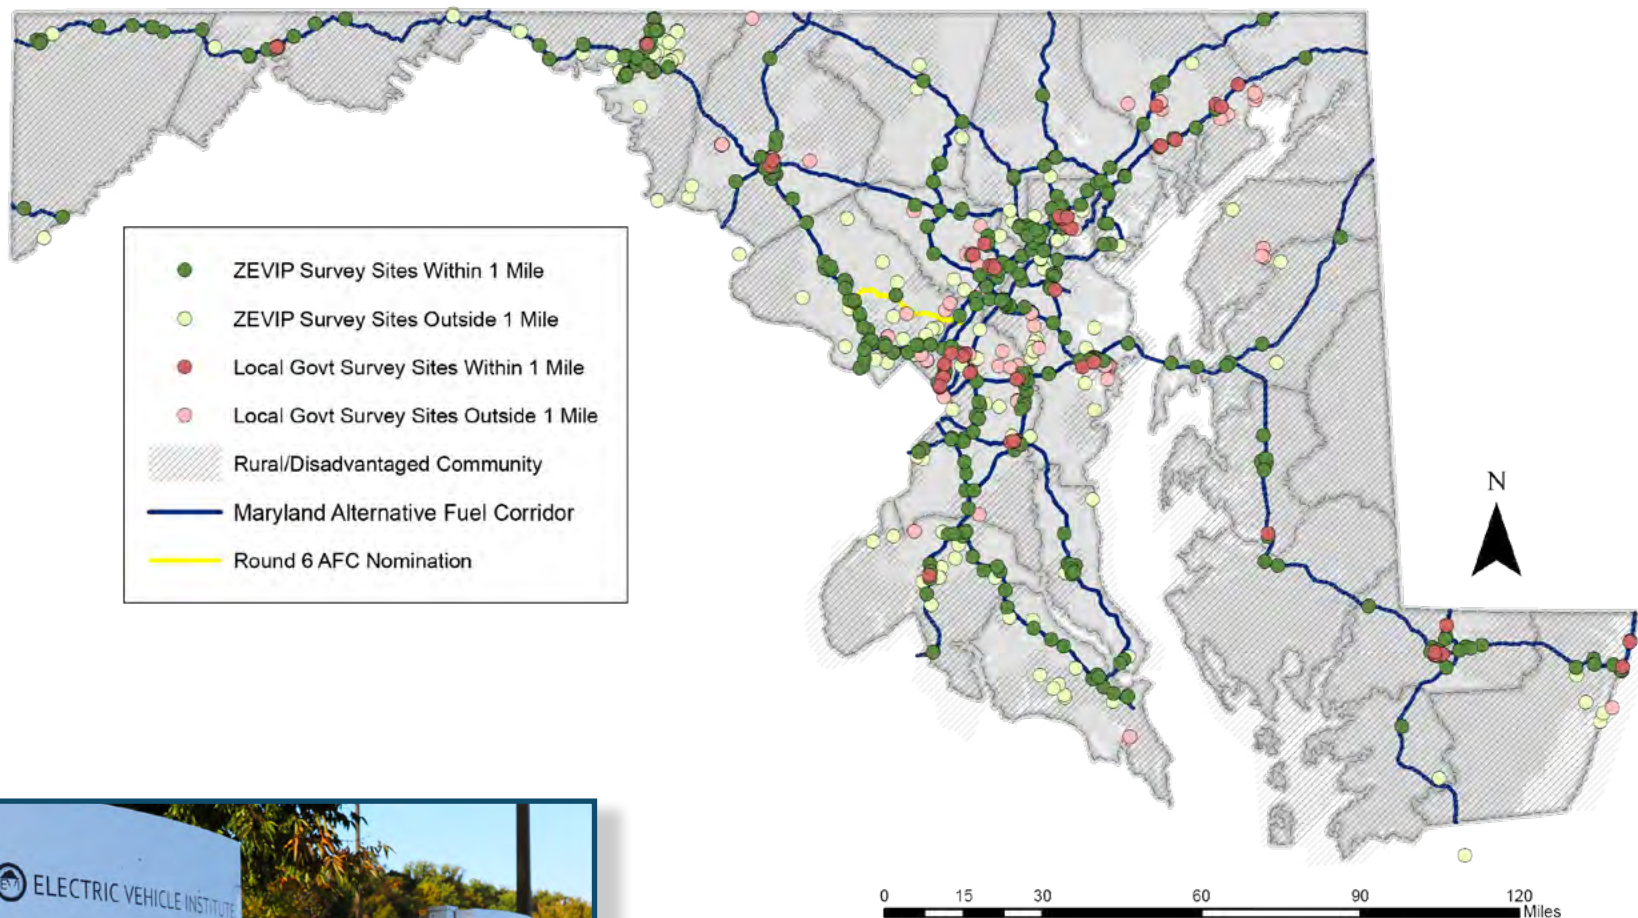 ZEVIP Survey Sites Within 1 Mile
ZEVIP Survey Sites Outside 1 Mile
Local Govt Survey Sites Within 1 Mile
Local Govt Survey Sites Outside 1 Mile
Rural/Disadvantaged Community
Maryland Alternative Fuel Corridor
Round 6 AFC Nomination
N
ELECTRIC VEHICLE INSTITUTE
0 15 30 60 90 120
Miles